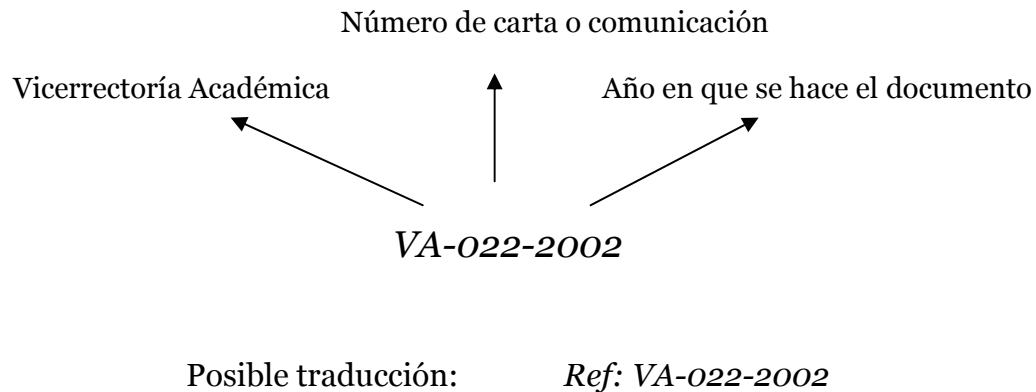 Número de carta o comunicación
Vicerrectoría Académica
Año en que se hace el documento
VA-022-2002
Posible traducción: Ref: VA-022-2002